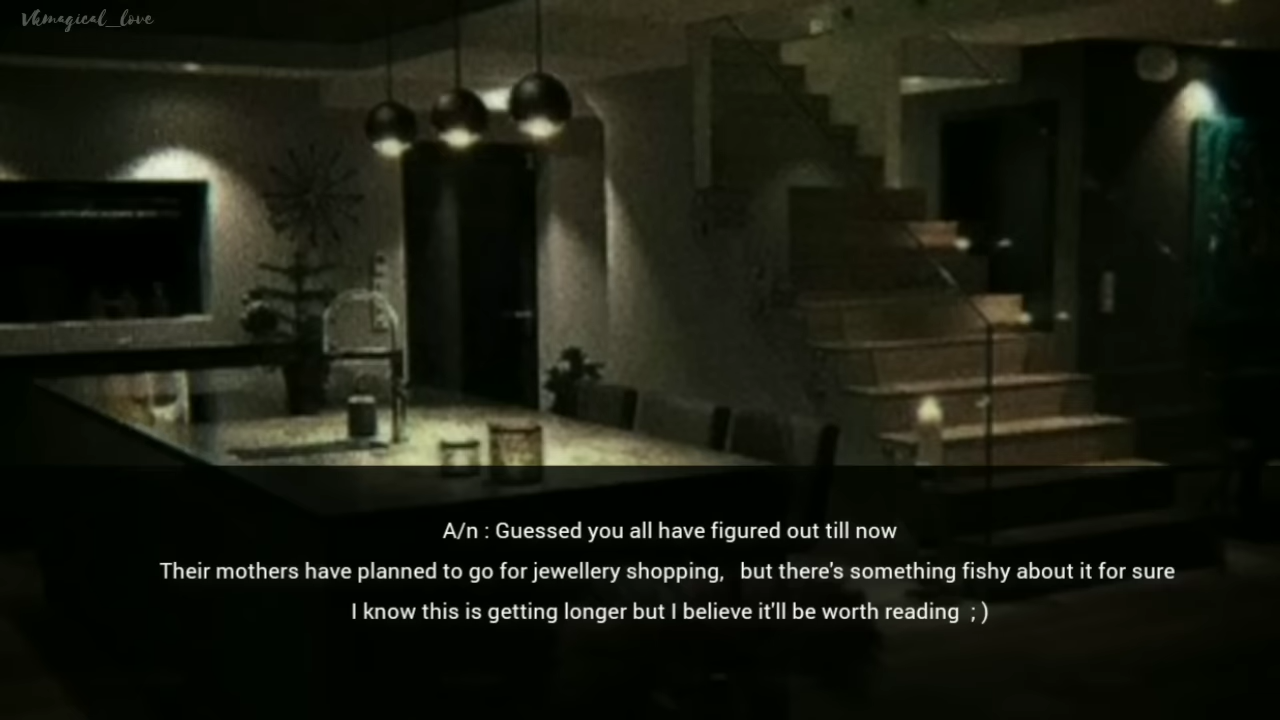 Vkmagical_love
A/n : Guessed you all have figured out till now
Their mothers have planned to go for jewellery shopping, but there's something fishy about it for sure
I know this is getting longer but I believe it'll be worth reading ; )